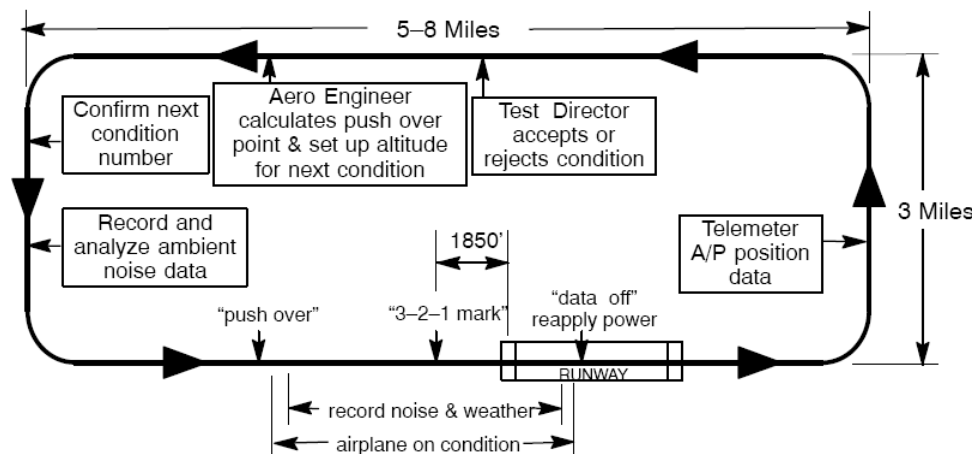 5–8 Miles
Confirm next
condition
number
Aero Engineer
calculates push over
point & set up altitude
for next condition
Test Director
accepts or
rejects condition
3 Miles
Record and
analyze ambient
noise data
1850'
Telemeter
A/P position
data
“push over”
“3–2–1 mark”
“data off”
reapply power
RUNWAY
record noise & weather
airplane on condition